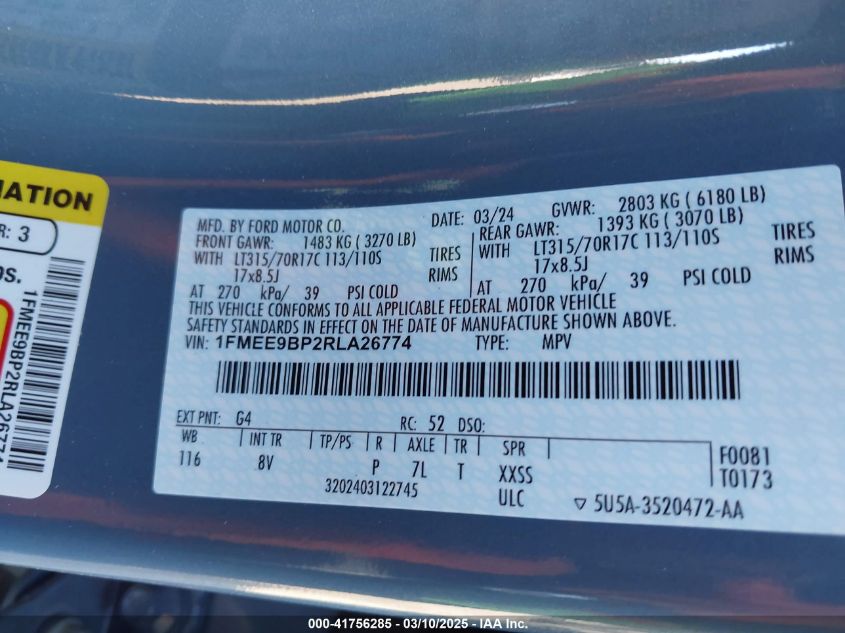 MATION
R: 3
OS.
1FMEE9BP2RLA26774
MFD. BY FORD MOTOR CO. DATE: 03/24 GVWR: 2803 KG ( 6180 LB)
FRONT GAWR: 1483 KG ( 3270 LB) REAR GAWR: 1393 KG ( 3070 LB)
WITH LT315/70R17C 113/110S TIRES WITH LT315/70R17C 113/110S TIRES
17x8.5J RIMS 17x8.5J RIMS
AT 270 kPa/ 39 PSI COLD AT 270 kPa/ 39 PSI COLD
THIS VEHICLE CONFORMS TO ALL APPLICABLE FEDERAL MOTOR VEHICLE
SAFETY STANDARDS IN EFFECT ON THE DATE OF MANUFACTURE SHOWN ABOVE.
VIN: 1FMEE9BP2RLA26774 TYPE: MPV
EXT PNT: G4 RC: 52 DSO:
WB INT TR TP/PS R AXLE TR SPR F0081
116 8V P 7L T XXSS T0173
3202403122745 ULC ▽ 5U5A-3520472-AA
000-41756285 — 03/10/2025 — IAA Inc.